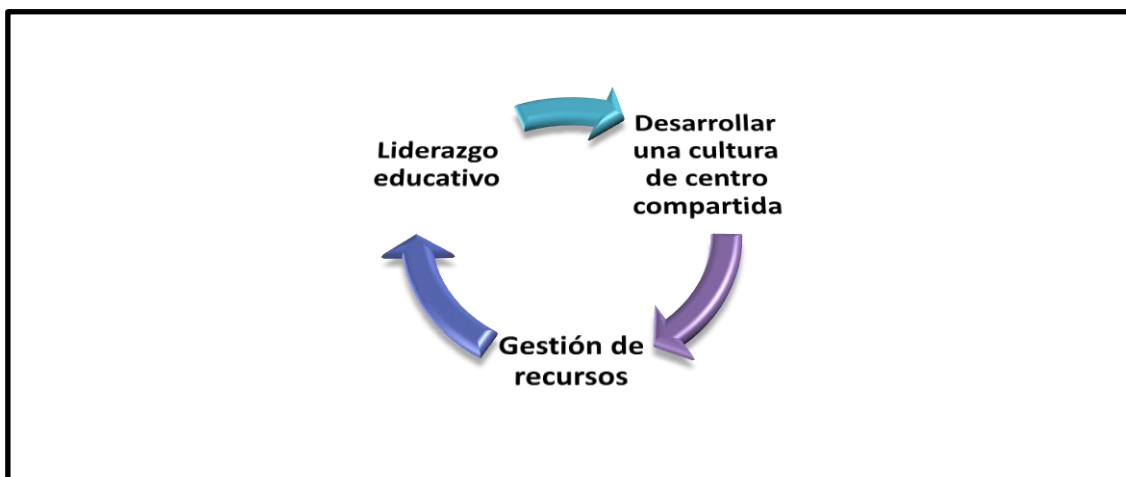 Liderazgo
educativo
Desarrollar
una cultura
de centro
compartida
Gestión de
recursos